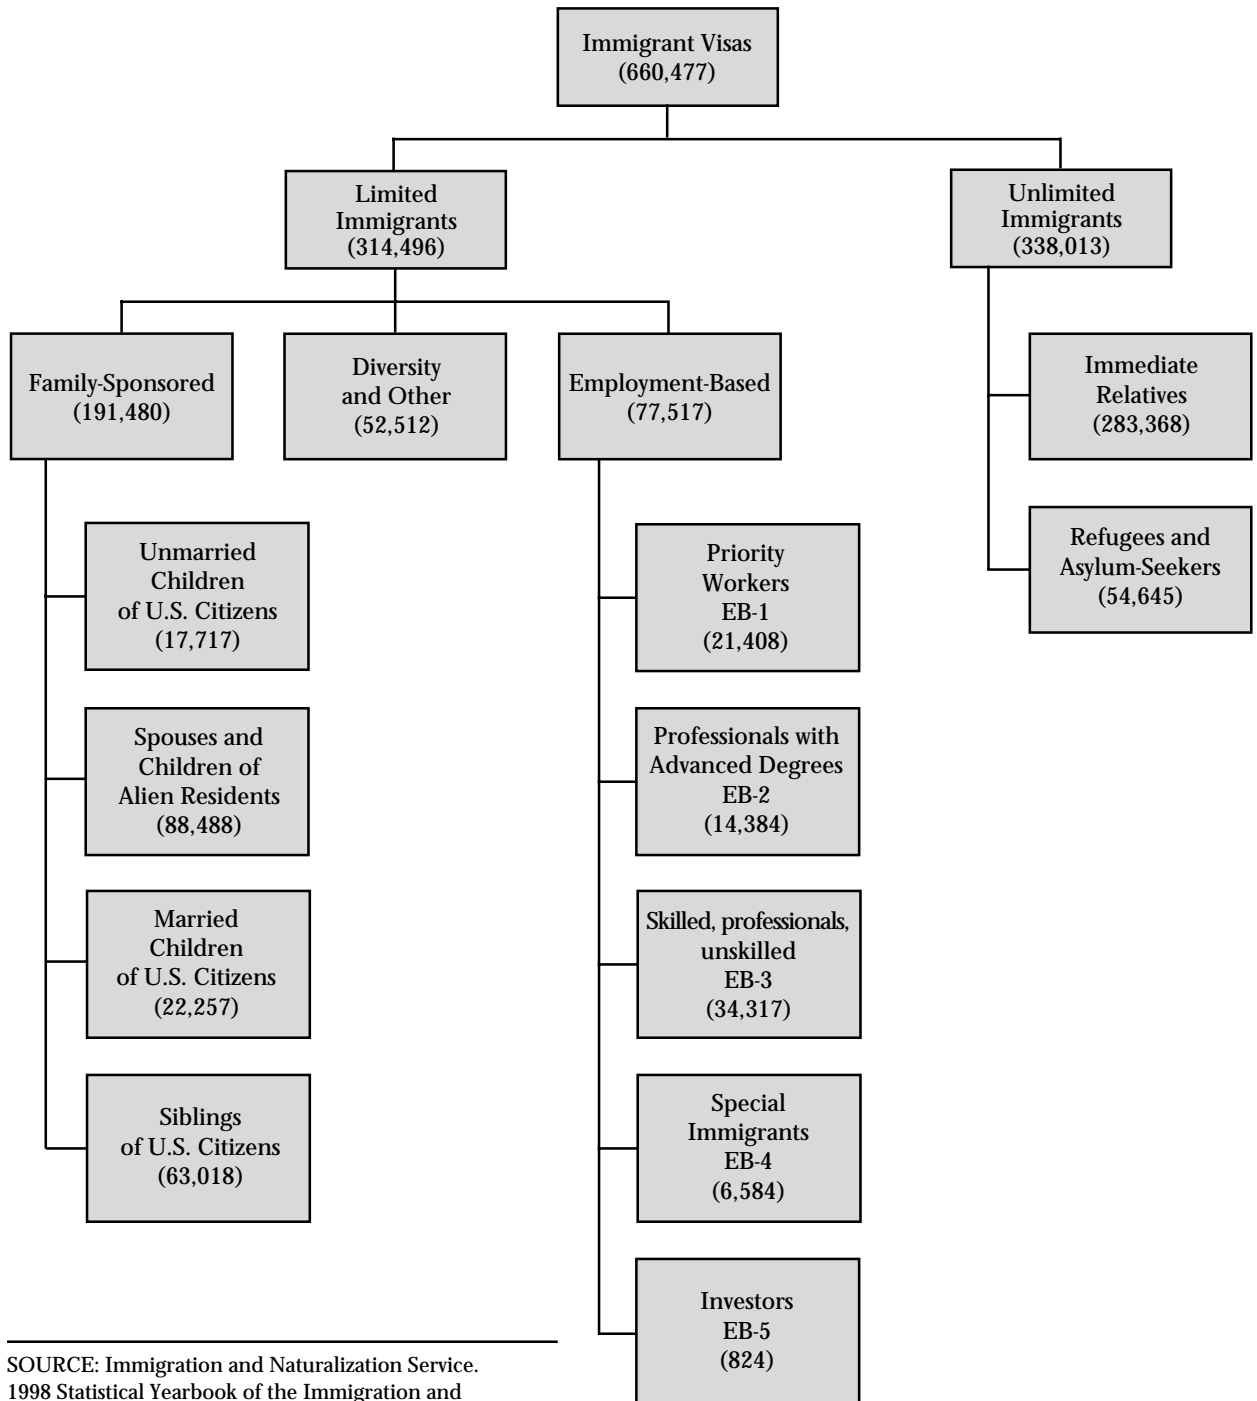 Immigrant Visas
(660,477)
Limited
Immigrants
(314,496)
Unlimited
Immigrants
(338,013)
Family-Sponsored
(191,480)
Diversity
and Other
(52,512)
Employment-Based
(77,517)
Immediate
Relatives
(283,368)
Refugees and
Asylum-Seekers
(54,645)
Unmarried
Children
of U.S. Citizens
(17,717)
Spouses and
Children of
Alien Residents
(88,488)
Married
Children
of U.S. Citizens
(22,257)
Siblings
of U.S. Citizens
(63,018)
Priority
Workers
EB-1
(21,408)
Professionals with
Advanced Degrees
EB-2
(14,384)
Skilled, professionals,
unskilled
EB-3
(34,317)
Special
Immigrants
EB-4
(6,584)
Investors
EB-5
(824)
SOURCE: Immigration and Naturalization Service.
1998 Statistical Yearbook of the Immigration and